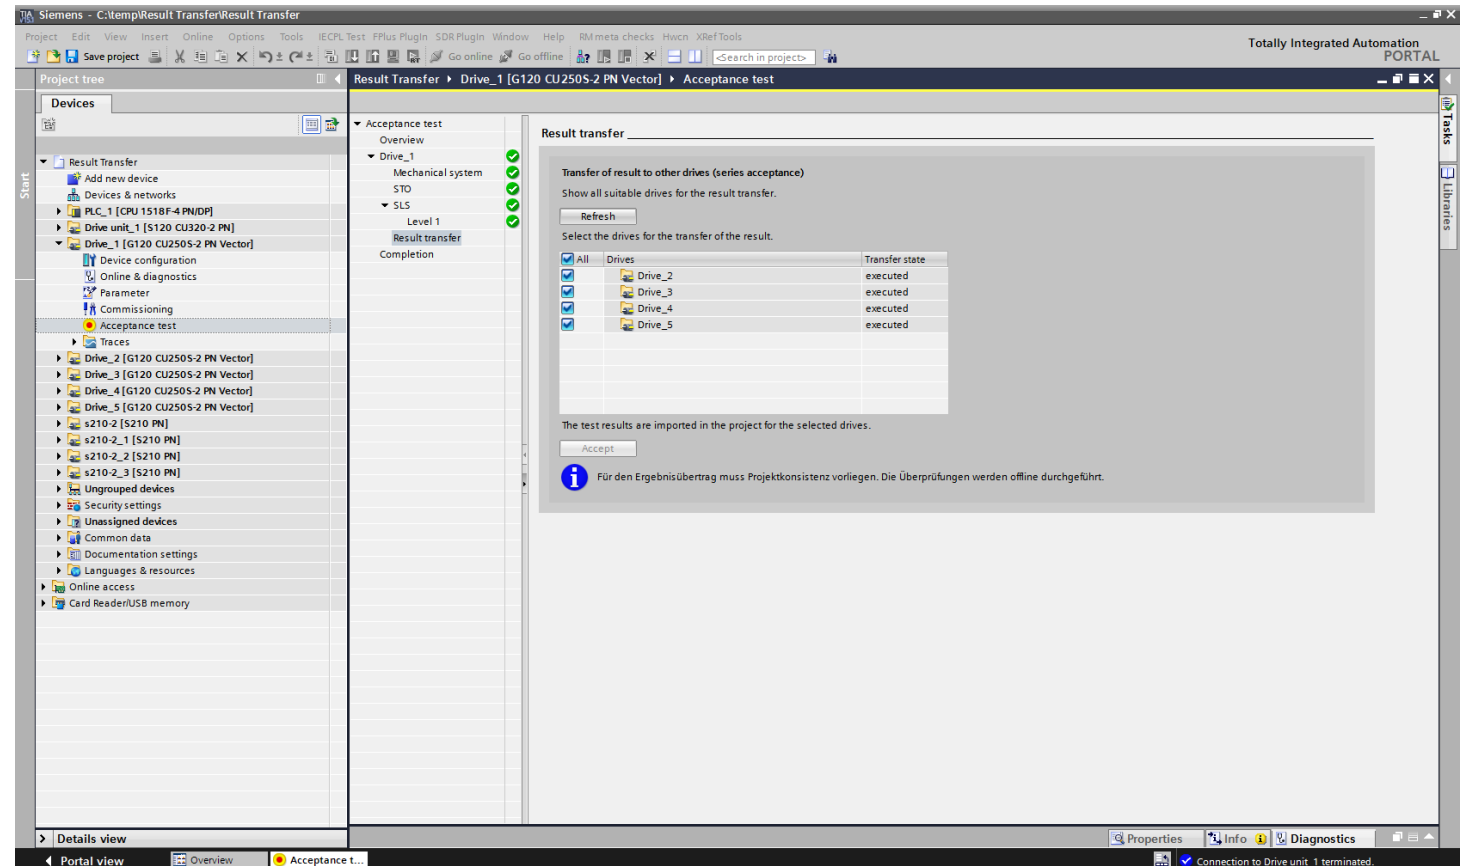 Siemens - C:\temp\Result Transfer\Result Transfer
Project Edit View Insert Online Options Tools IECPL Test FPlus Plugin SDR Plugin Window Help RM meta checks Hwcn XRef Tools
Totally Integrated Automation
PORTAL
Save project Go online Go offline <Search in project>
Project tree
Result Transfer Drive_1 [G120 CU250S-2 PN Vector] Acceptance test
Devices
Start
Result Transfer
Add new device
Devices & networks
PLC_1 [CPU 1518F-4 PN/DP]
Drive unit_1 [S120 CU320-2 PN]
Drive_1 [G120 CU250S-2 PN Vector]
Device configuration
Online & diagnostics
Parameter
Commissioning
Acceptance test
Traces
Drive_2 [G120 CU250S-2 PN Vector]
Drive_3 [G120 CU250S-2 PN Vector]
Drive_4 [G120 CU250S-2 PN Vector]
Drive_5 [G120 CU250S-2 PN Vector]
s210-2 [S210 PN]
s210-2_1 [S210 PN]
s210-2_2 [S210 PN]
s210-2_3 [S210 PN]
Ungrouped devices
Security settings
Unassigned devices
Common data
Documentation settings
Languages & resources
Online access
Card Reader/USB memory
Acceptance test
Overview
Drive_1
Mechanical system
STO
SLS
Level 1
Result transfer
Completion
Result transfer
Transfer of result to other drives (series acceptance)
Show all suitable drives for the result transfer.
Refresh
Select the drives for the transfer of the result.
All Drives Transfer state
Drive_2 executed
Drive_3 executed
Drive_4 executed
Drive_5 executed
The test results are imported in the project for the selected drives.
Accept
Für den Ergebnisübertrag muss Projektkonsistenz vorliegen. Die Überprüfungen werden offline durchgeführt.
Tasks
Libraries
Details view
Properties Info Diagnostics
Portal view Overview Acceptance t...
Connection to Drive unit_1 terminated.